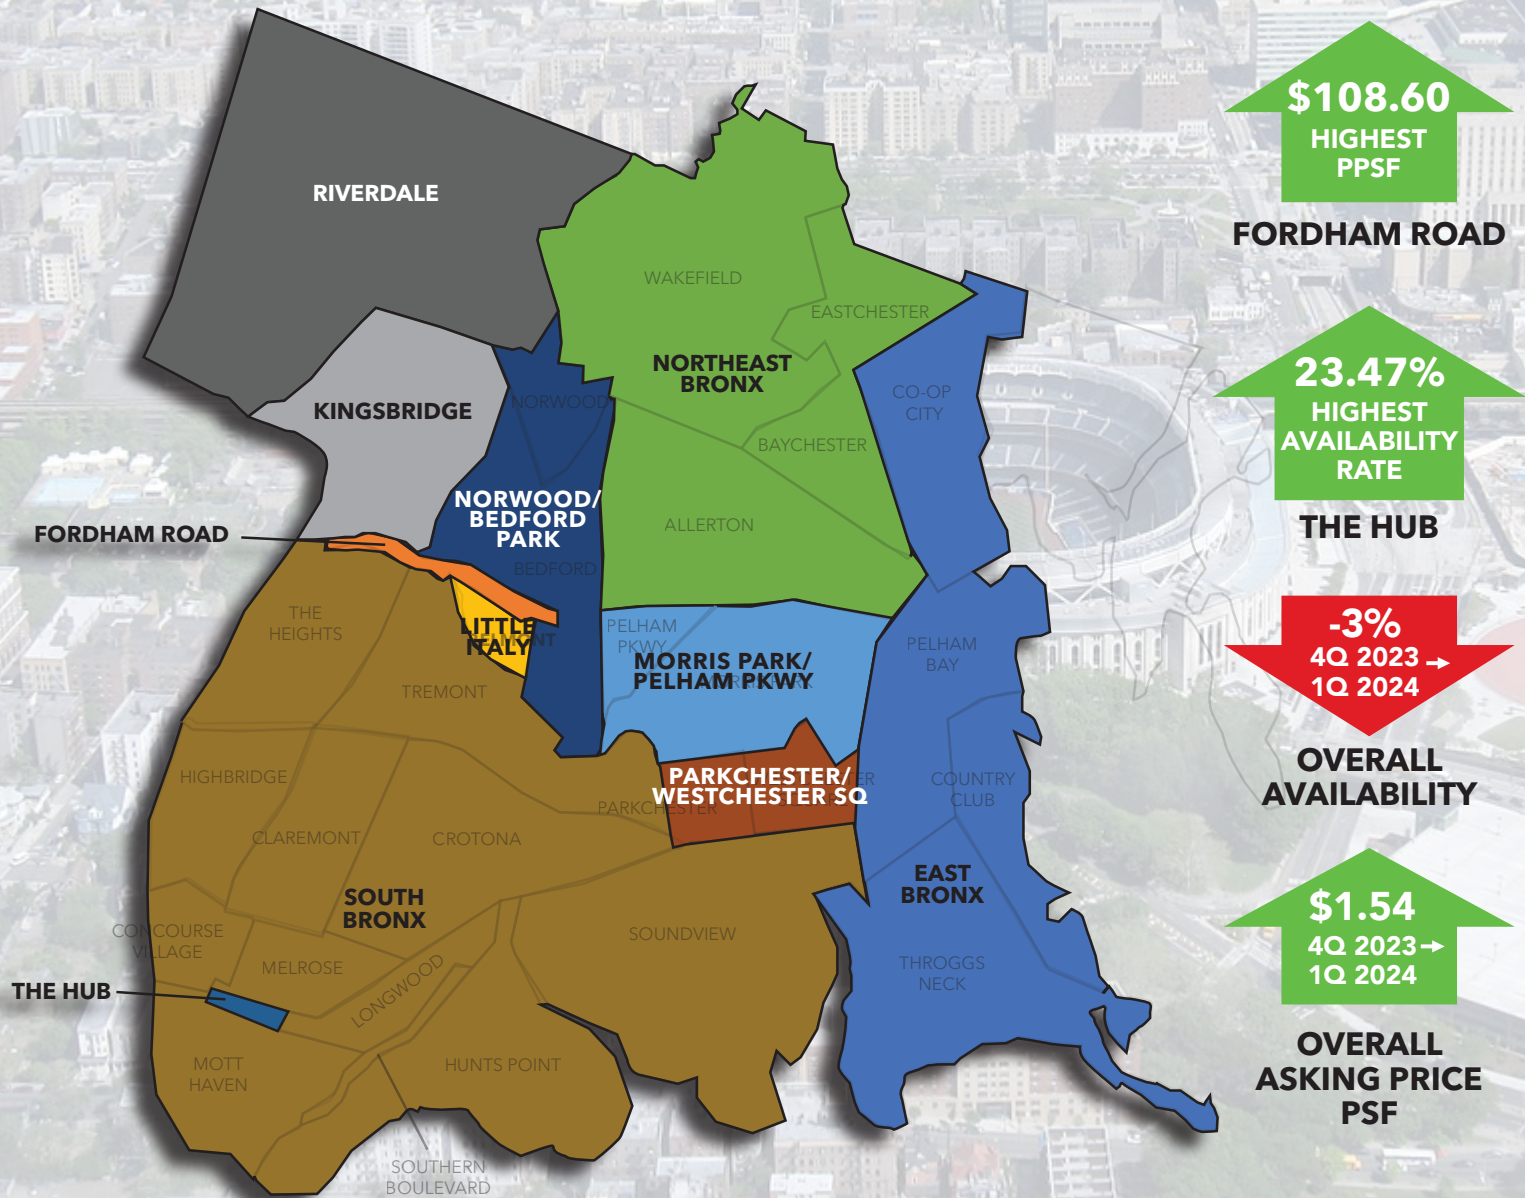 RIVERDALE
WAKEFIELD
EASTCHESTER
NORTHEAST
BRONX
CO-OP
CITY
KINGSBRIDGE
NORWOOD
BAYCHESTER
NORWOOD/
BEDFORD
PARK
ALLERTON
FORDHAM ROAD
BEDFORD
THE
HEIGHTS
LITTLE
ITALY
BELMONT
PELHAM
PKWY
MORRIS PARK/
PELHAM PKWY
MORRIS PARK
PELHAM
BAY
TREMONT
HIGHBRIDGE
PARKCHESTER/
WESTCHESTER SQ
PARKCHESTER
COUNTRY
CLUB
CLAREMONT
CROTONA
SOUTH
BRONX
EAST
BRONX
CONCOURSE
VILLAGE
MELROSE
LONGWOOD
SOUNDVIEW
THROGGS
NECK
THE HUB
MOTT
HAVEN
HUNTS POINT
SOUTHERN
BOULEVARD
$108.60
HIGHEST
PPSF
FORDHAM ROAD
23.47%
HIGHEST
AVAILABILITY
RATE
THE HUB
-3%
4Q 2023
1Q 2024
OVERALL
AVAILABILITY
$1.54
4Q 2023
1Q 2024
OVERALL
ASKING PRICE
PSF